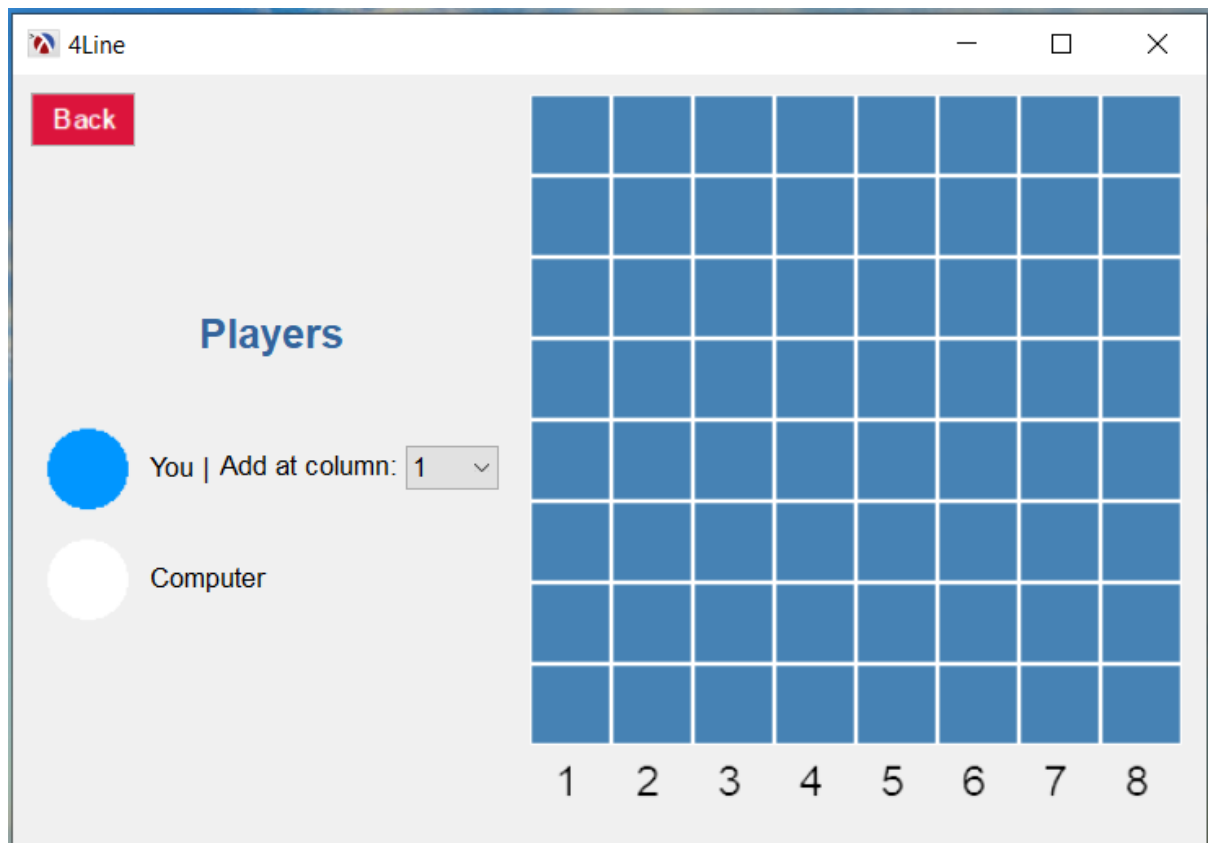 4Line
Back
Players
You | Add at column: 1
Computer
1 2 3 4 5 6 7 8